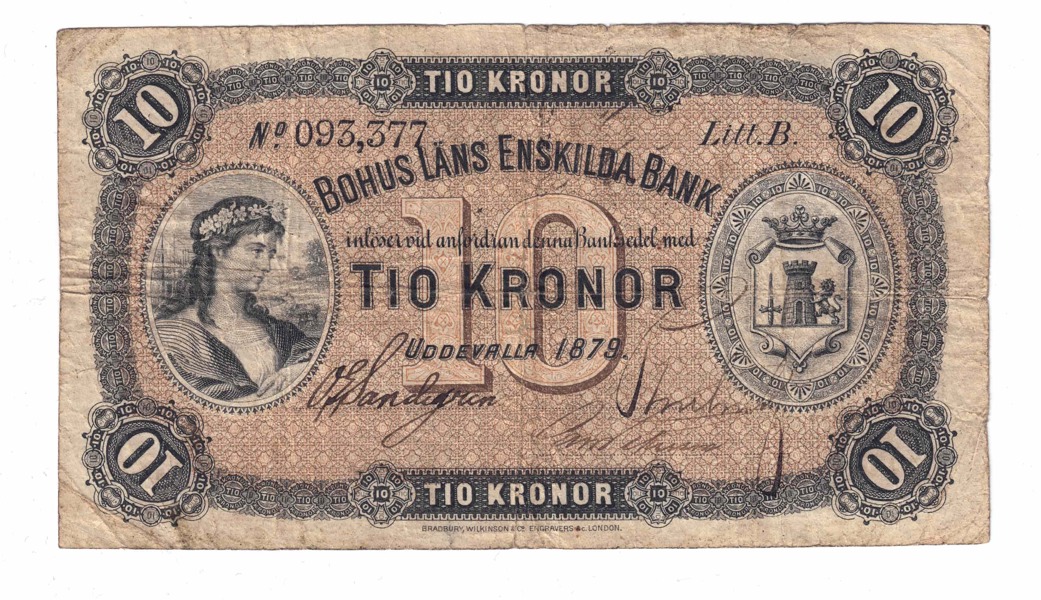 10 TIO KRONOR 10
Nº 093,377 Litt. B.
BOHUS LÄNS ENSKILDA BANK
10
inlöser vid anfordran denna Banksedel med
TIO KRONOR
UDDEVALLA 1879.
10 TIO KRONOR 10
BRADBURY, WILKINSON & Co. ENGRAVERS &c. LONDON.